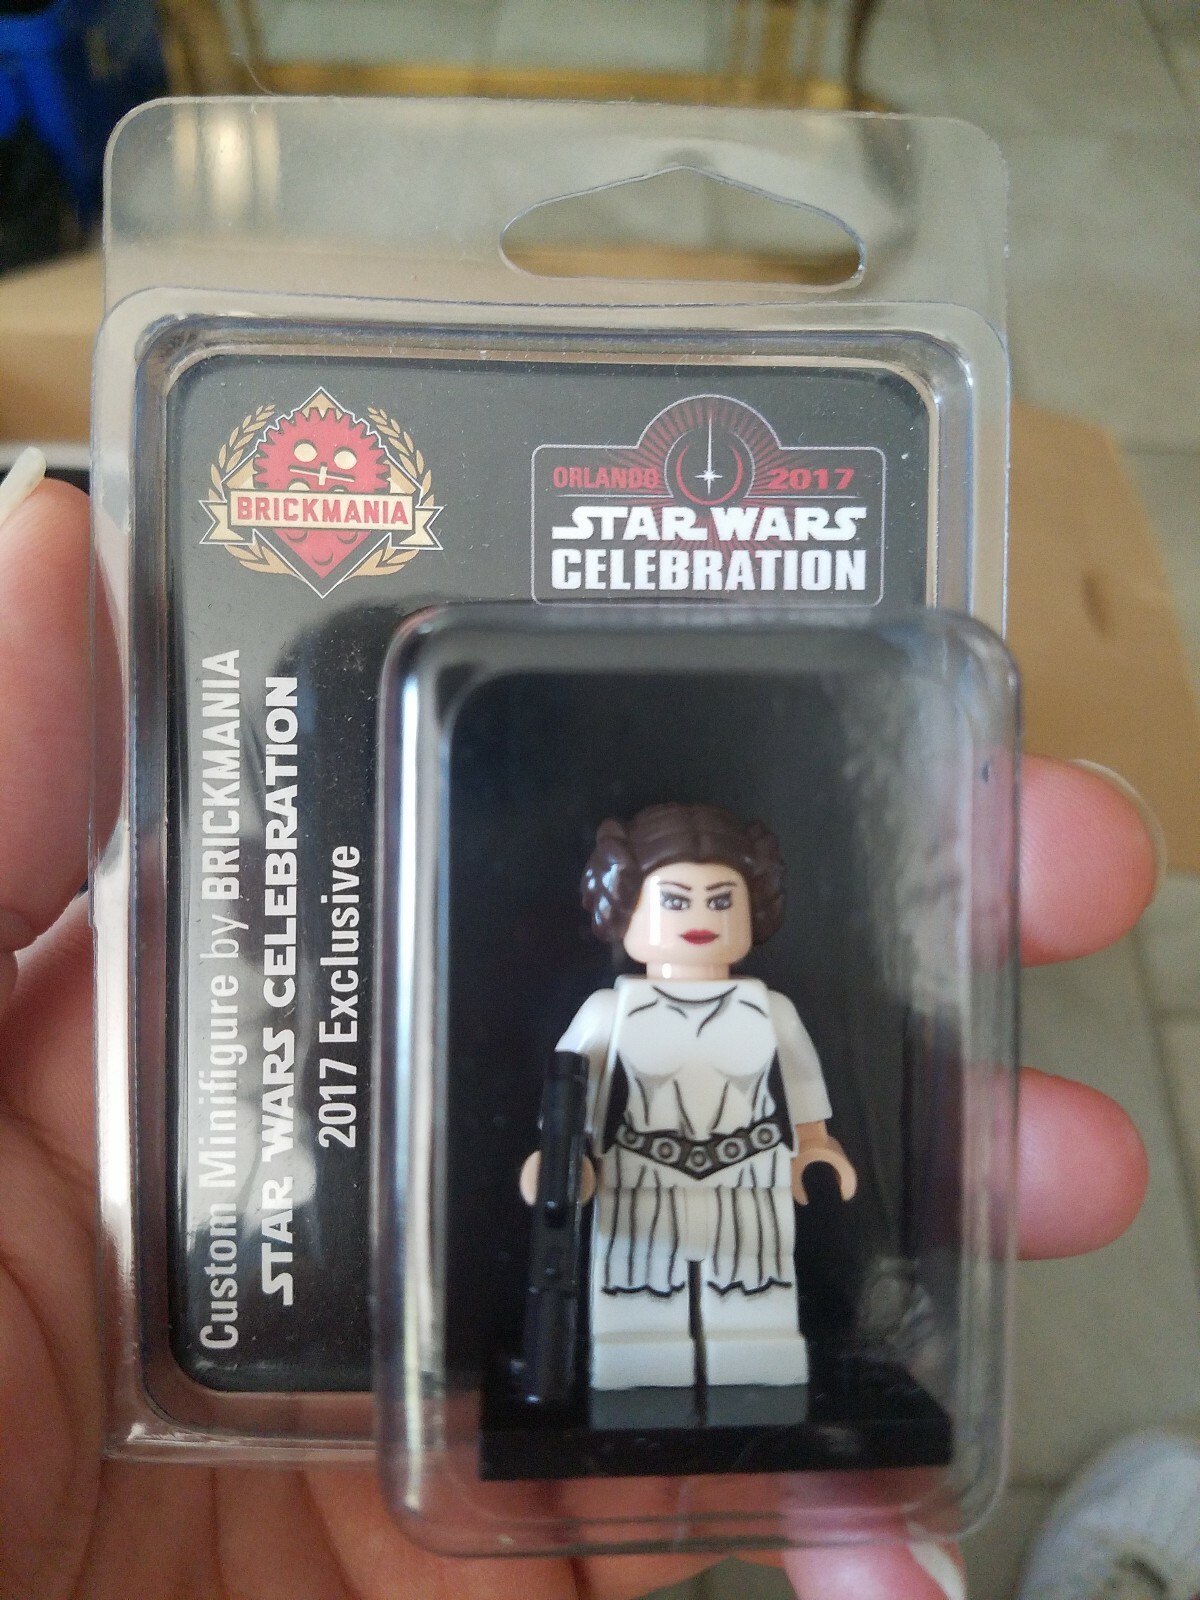 BRICKMANIA
ORLANDO 2017
STAR WARS
CELEBRATION
Custom Minifigure by BRICKMANIA
STAR WARS CELEBRATION
2017 Exclusive